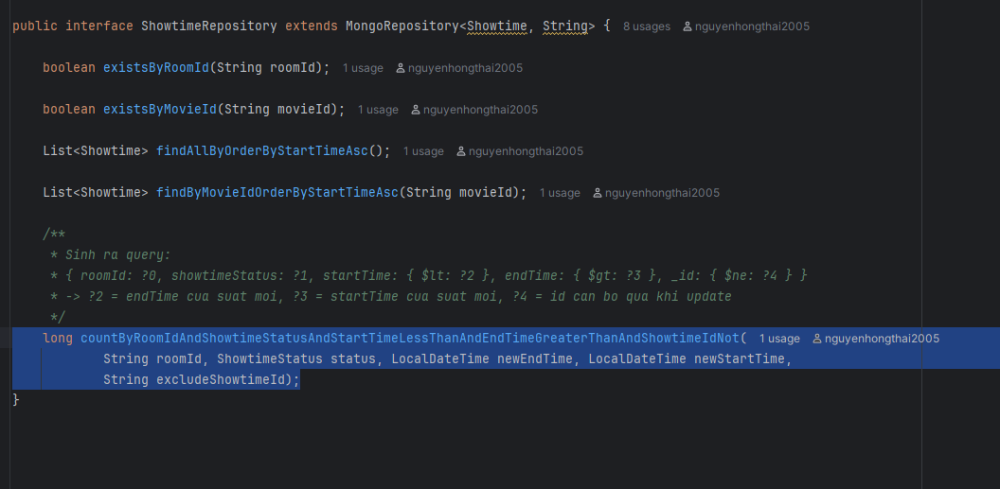 public interface ShowtimeRepository extends MongoRepository<Showtime, String> { 8 usages nguyenhongthai2005
boolean existsByRoomId(String roomId); 1 usage nguyenhongthai2005
boolean existsByMovieId(String movieId); 1 usage nguyenhongthai2005
List<Showtime> findAllByOrderByStartTimeAsc(); 1 usage nguyenhongthai2005
List<Showtime> findByMovieIdOrderByStartTimeAsc(String movieId); 1 usage nguyenhongthai2005
/**
* Sinh ra query:
* { roomId: ?0, showtimeStatus: ?1, startTime: { $lt: ?2 }, endTime: { $gt: ?3 }, _id: { $ne: ?4 } }
* -> ?2 = endTime cua suat moi, ?3 = startTime cua suat moi, ?4 = id can bo qua khi update
*/
long countByRoomIdAndShowtimeStatusAndStartTimeLessThanAndEndTimeGreaterThanAndShowtimeIdNot( 1 usage nguyenhongthai2005
String roomId, ShowtimeStatus status, LocalDateTime newEndTime, LocalDateTime newStartTime,
String excludeShowtimeId);
}